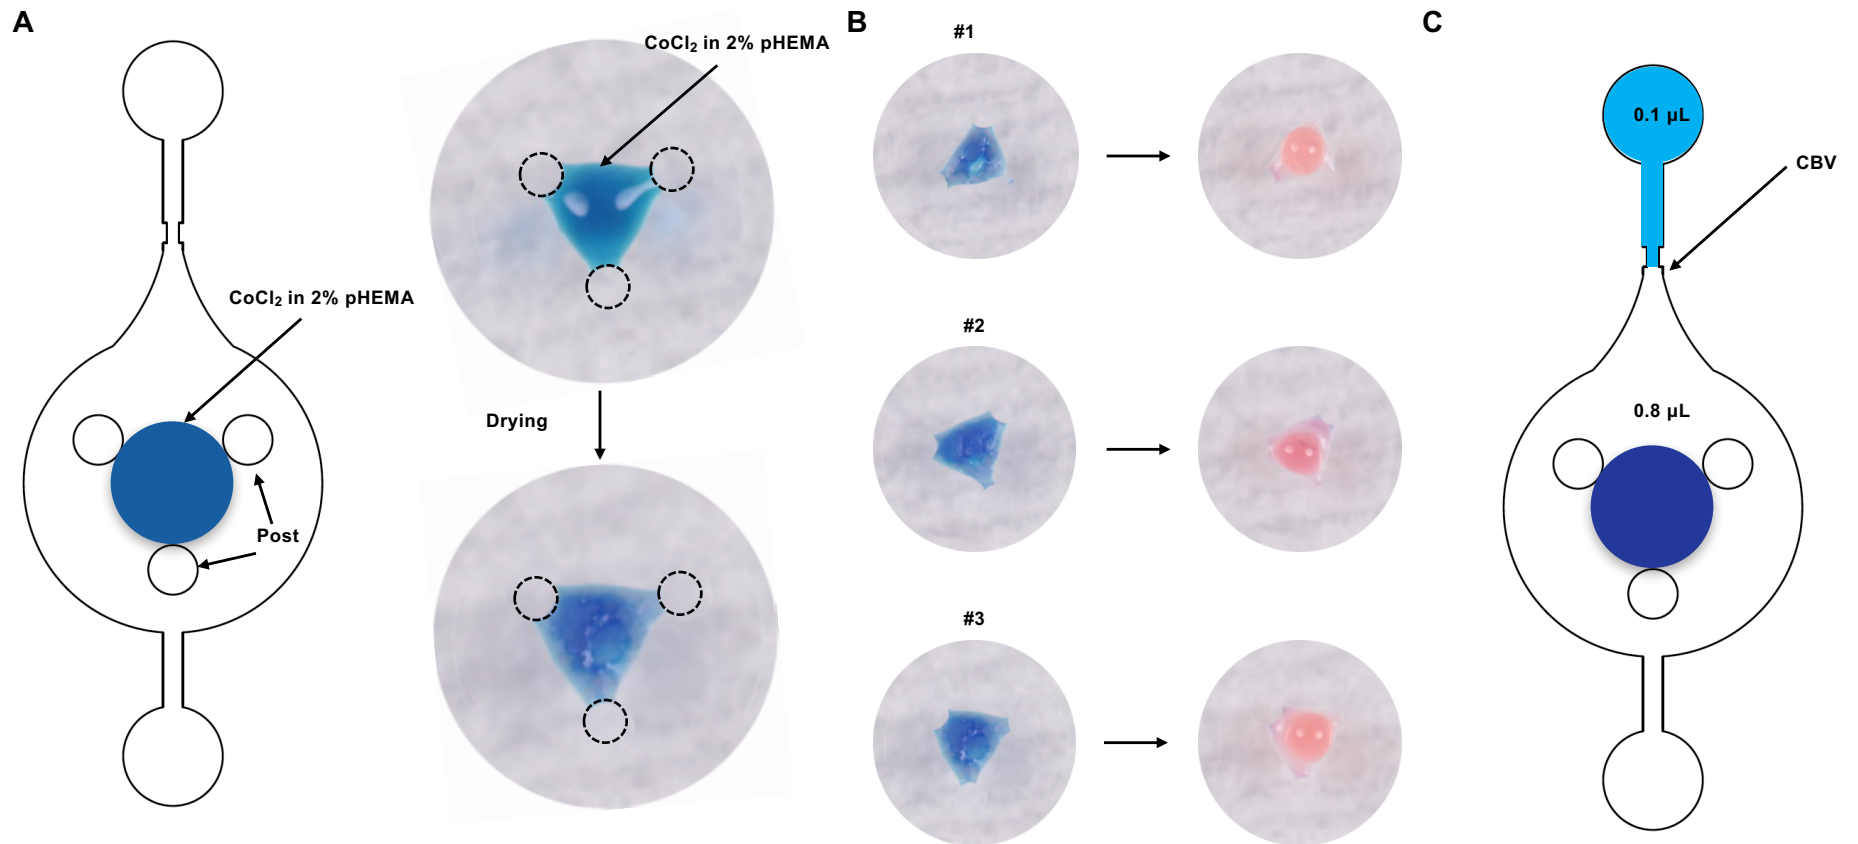 A
CoCl₂ in 2% pHEMA
CoCl₂ in 2% pHEMA
Post
Drying
B
#1
#2
#3
C
0.1 µL
CBV
0.8 µL